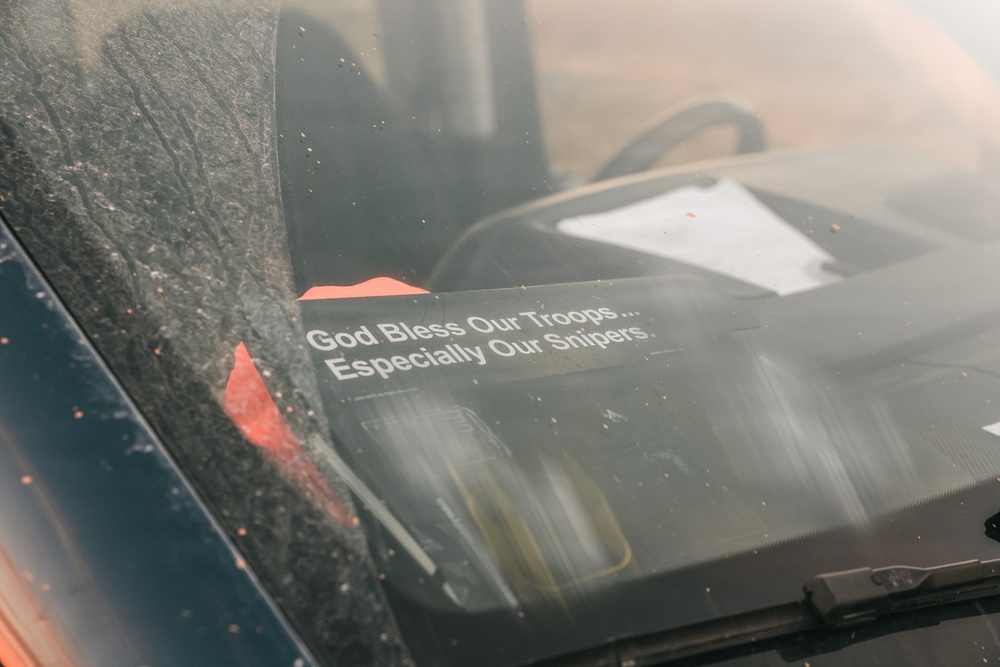 God Bless Our Troops...
Especially Our Snipers.